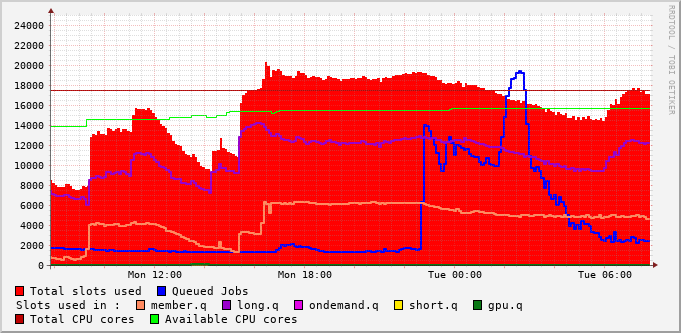 24000
22000
20000
18000
16000
14000
12000
10000
8000
6000
4000
2000
0
Mon 12:00 Mon 18:00 Tue 00:00 Tue 06:00
RRDTOOL / TOBI OETIKER
Total slots used Queued Jobs
Slots used in : member.q long.q ondemand.q short.q gpu.q
Total CPU cores Available CPU cores